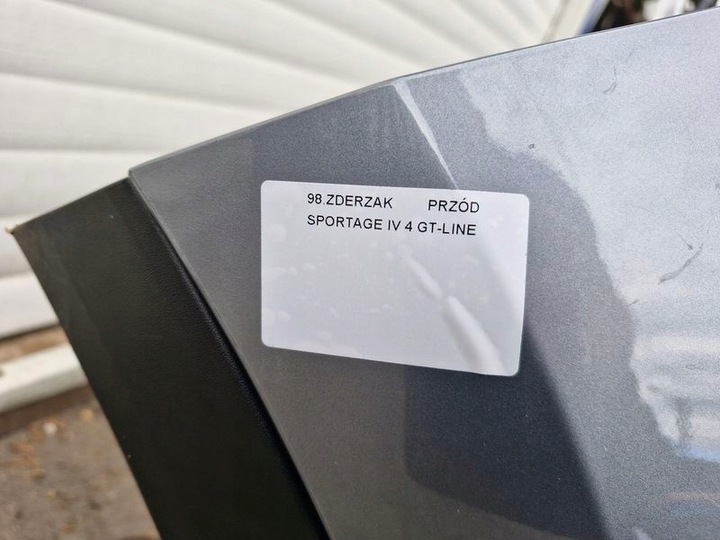 98.ZDERZAK PRZÓD
SPORTAGE IV 4 GT-LINE